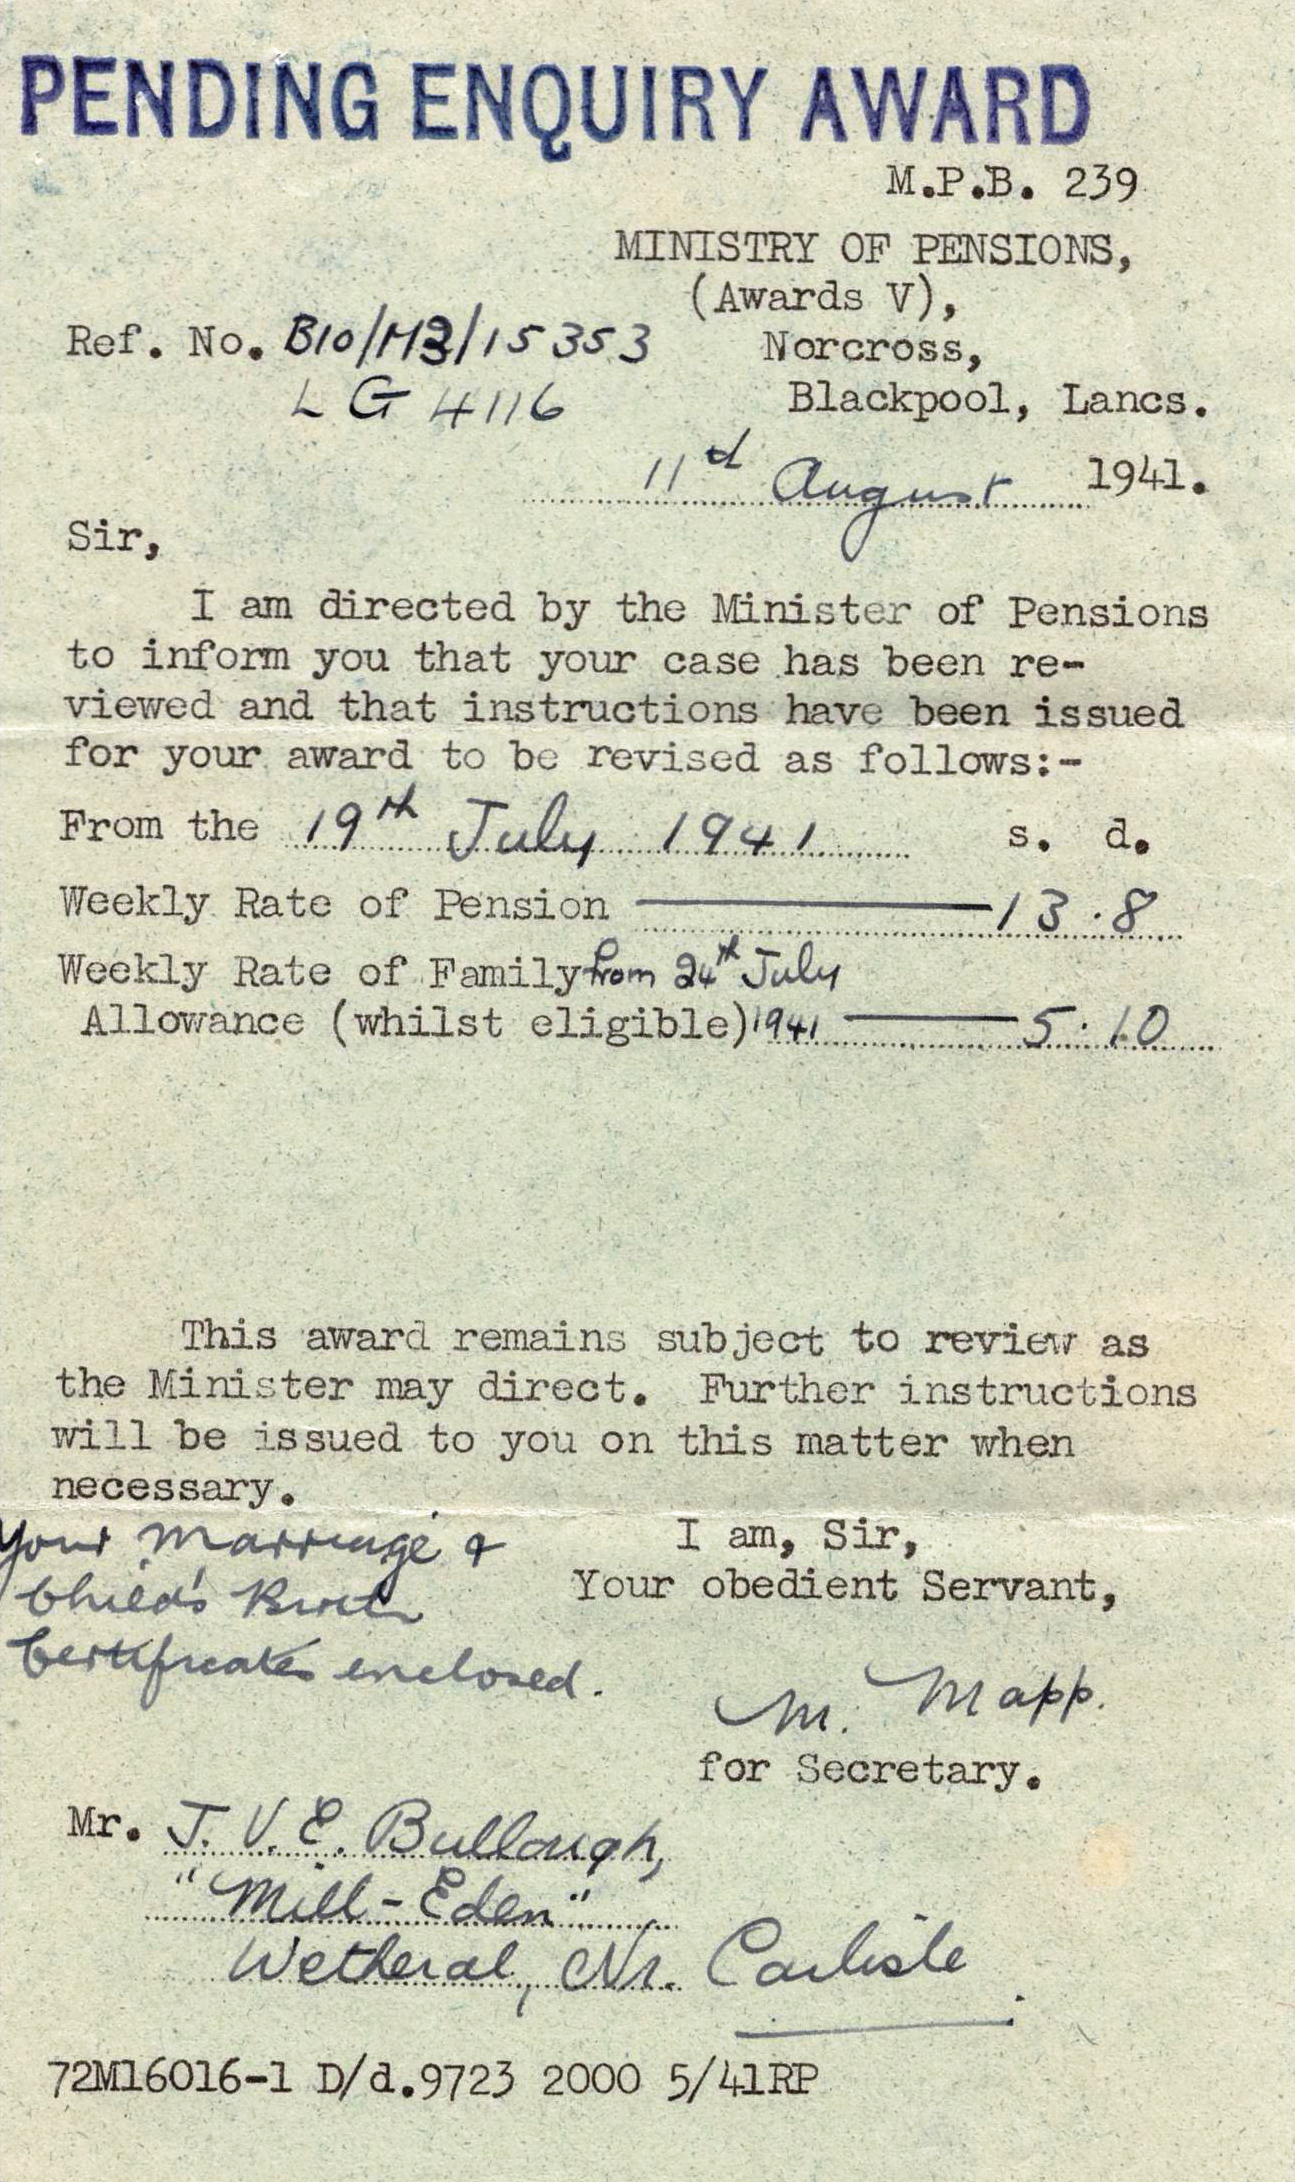 PENDING ENQUIRY AWARD
M.P.B. 239
MINISTRY OF PENSIONS,
(Awards V),
Norcross,
Blackpool, Lancs.
Ref. No. B10/M3/15353
LG 4116
11th August 1941.
Sir,
I am directed by the Minister of Pensions
to inform you that your case has been re-
viewed and that instructions have been issued
for your award to be revised as follows:-
From the 19th July 1941 s. d.
Weekly Rate of Pension 13.8
Weekly Rate of Family from 24th July
Allowance (whilst eligible) 1941 5.10
This award remains subject to review as
the Minister may direct. Further instructions
will be issued to you on this matter when
necessary.
Your Marriage &
Child's Birth
Certificates enclosed.
I am, Sir,
Your obedient Servant,
M. Mapp.
for Secretary.
Mr. J. V. E. Bullough,
"Mill-Eden"
Wetheral, Nr. Carlisle.
72M16016-1 D/d.9723 2000 5/41RP